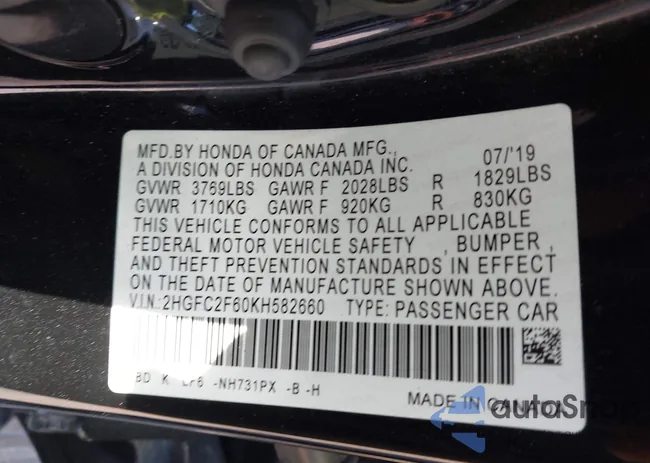 MFD.BY HONDA OF CANADA MFG., 07/'19
A DIVISION OF HONDA CANADA INC.
GVWR 3769LBS GAWR F 2028LBS R 1829LBS
GVWR 1710KG GAWR F 920KG R 830KG
THIS VEHICLE CONFORMS TO ALL APPLICABLE
FEDERAL MOTOR VEHICLE SAFETY , BUMPER ,
AND THEFT PREVENTION STANDARDS IN EFFECT
ON THE DATE OF MANUFACTURE SHOWN ABOVE.
V.I.N: 2HGFC2F60KH582660 TYPE: PASSENGER CAR
K -NH731PX -B -H
MADE IN